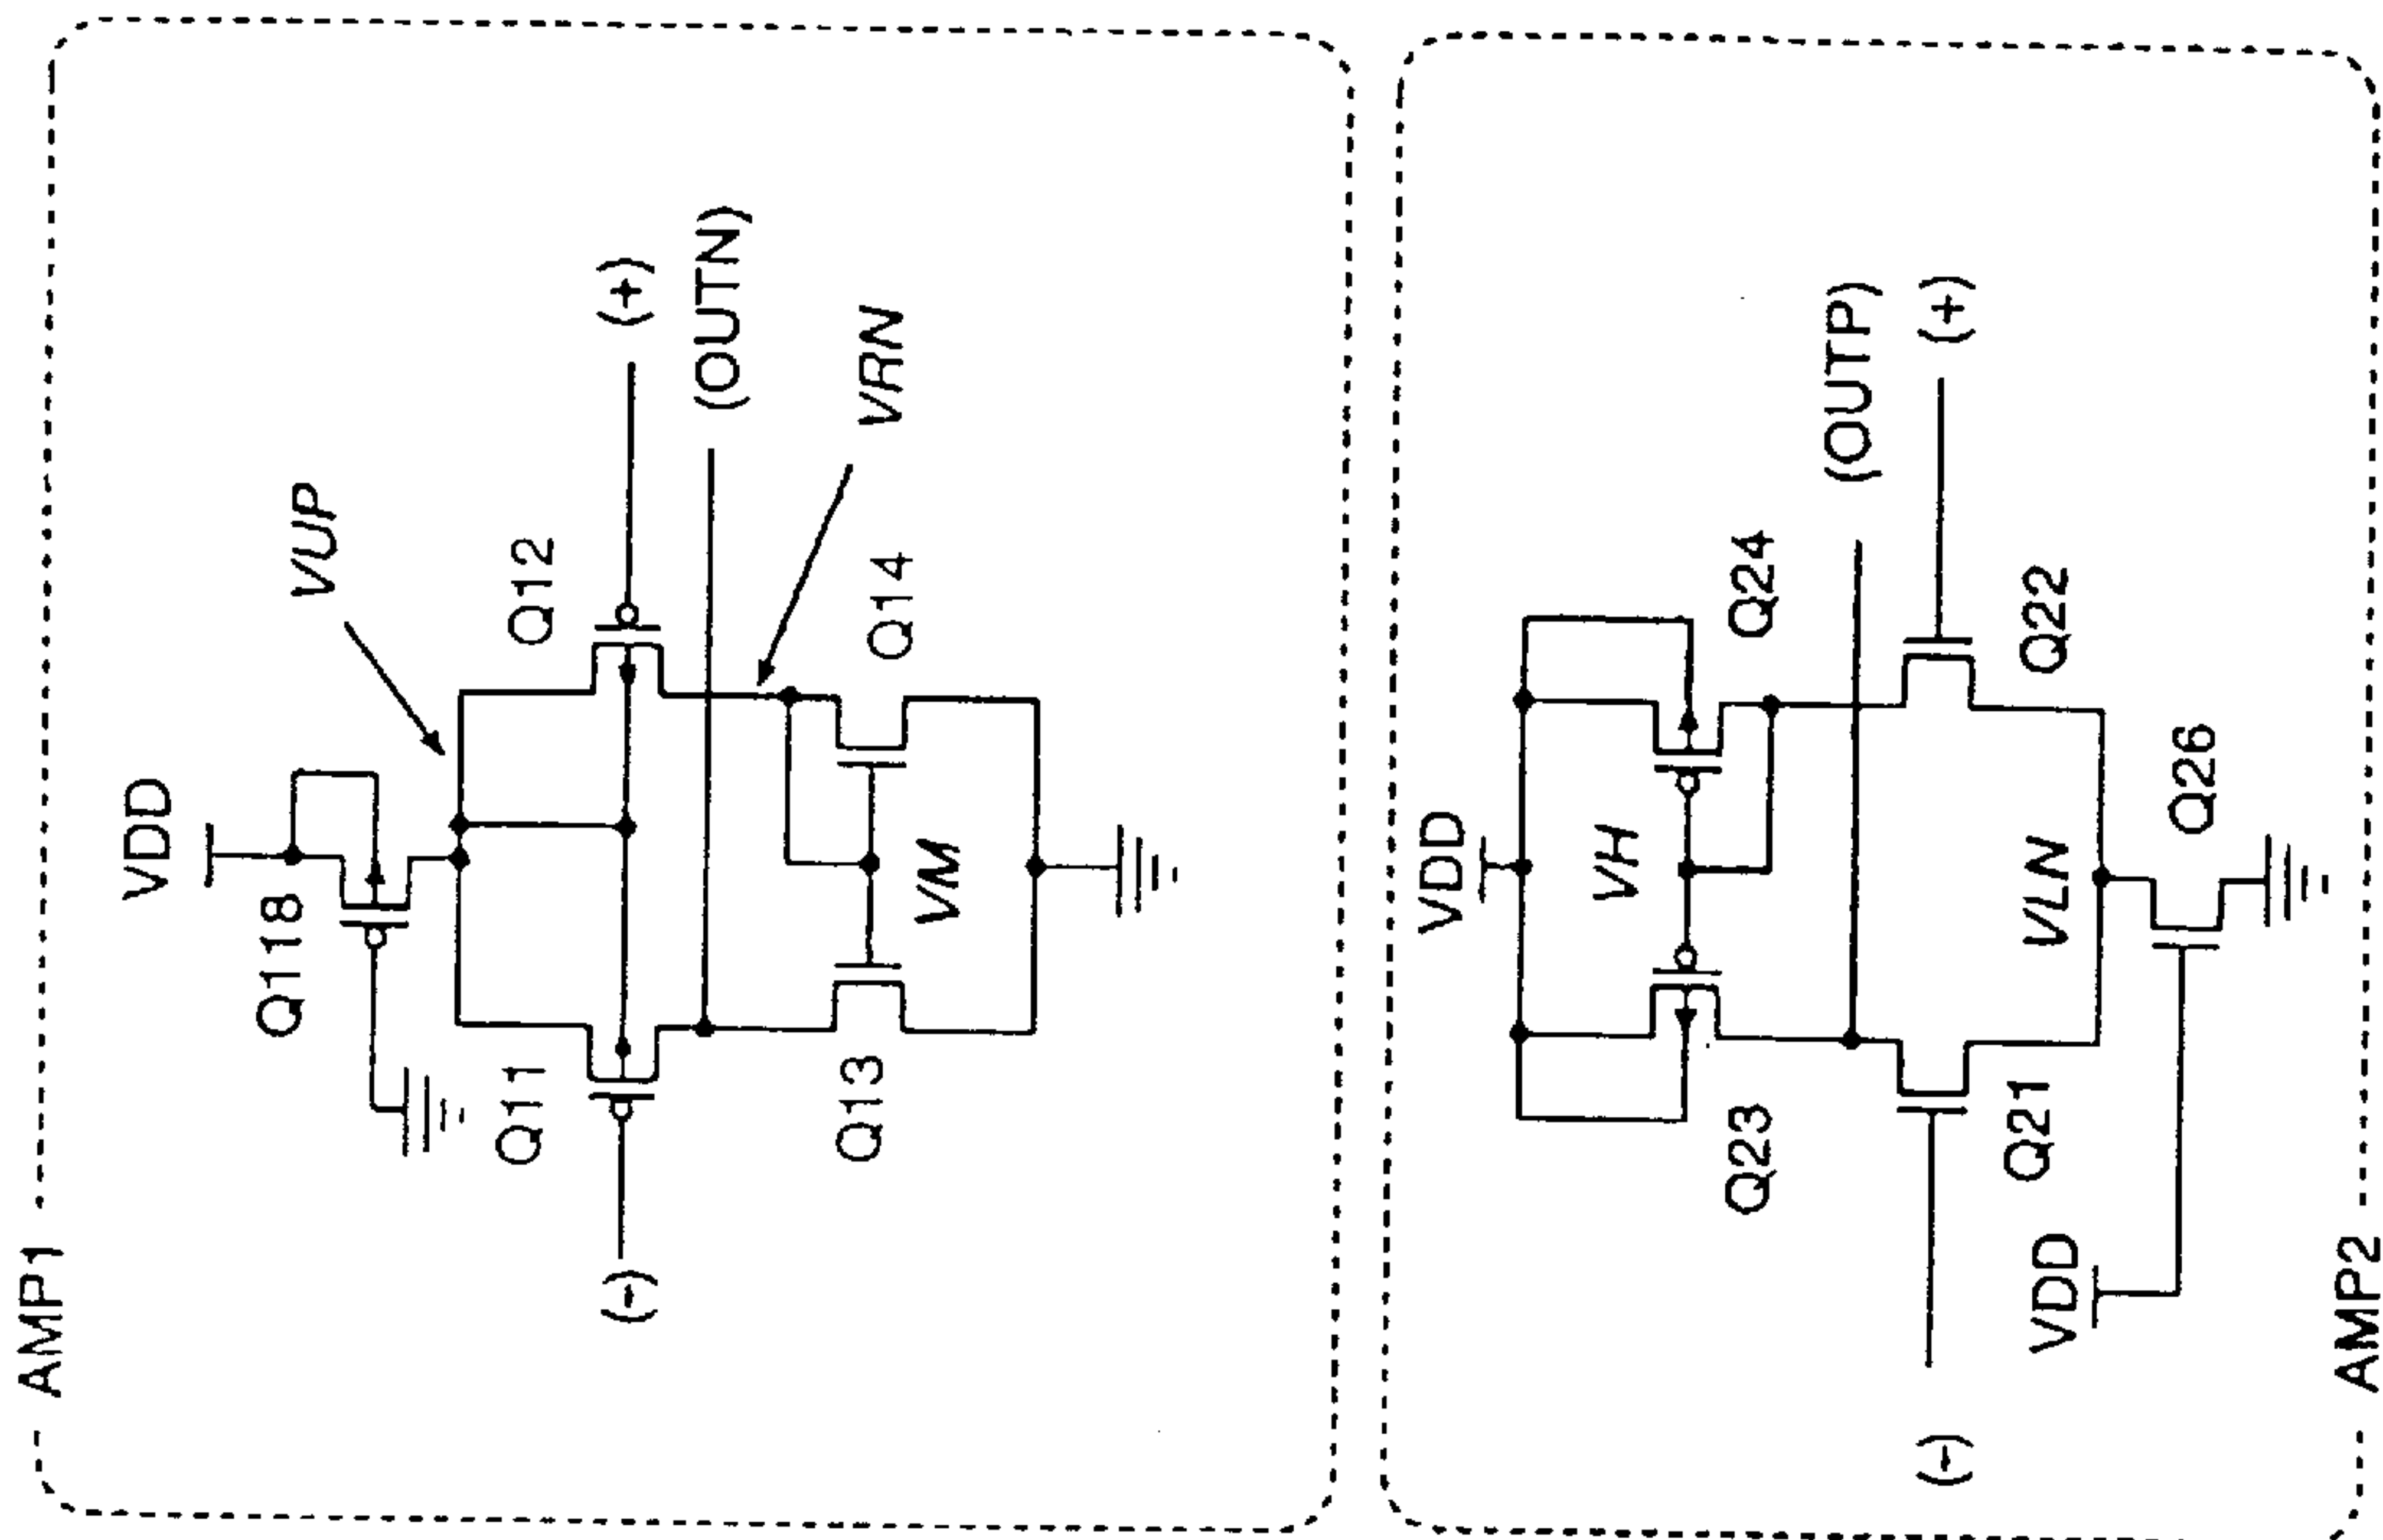 AMP1
VDD
VUP
Q118
Q12
Q11
(+)
(-)
(OUTN)
VRN
Q14
Q13
VM
VDD
VH
Q24
Q23
(OUTP)
(+)
(-)
Q22
Q21
VLN
VDD
Q26
AMP2